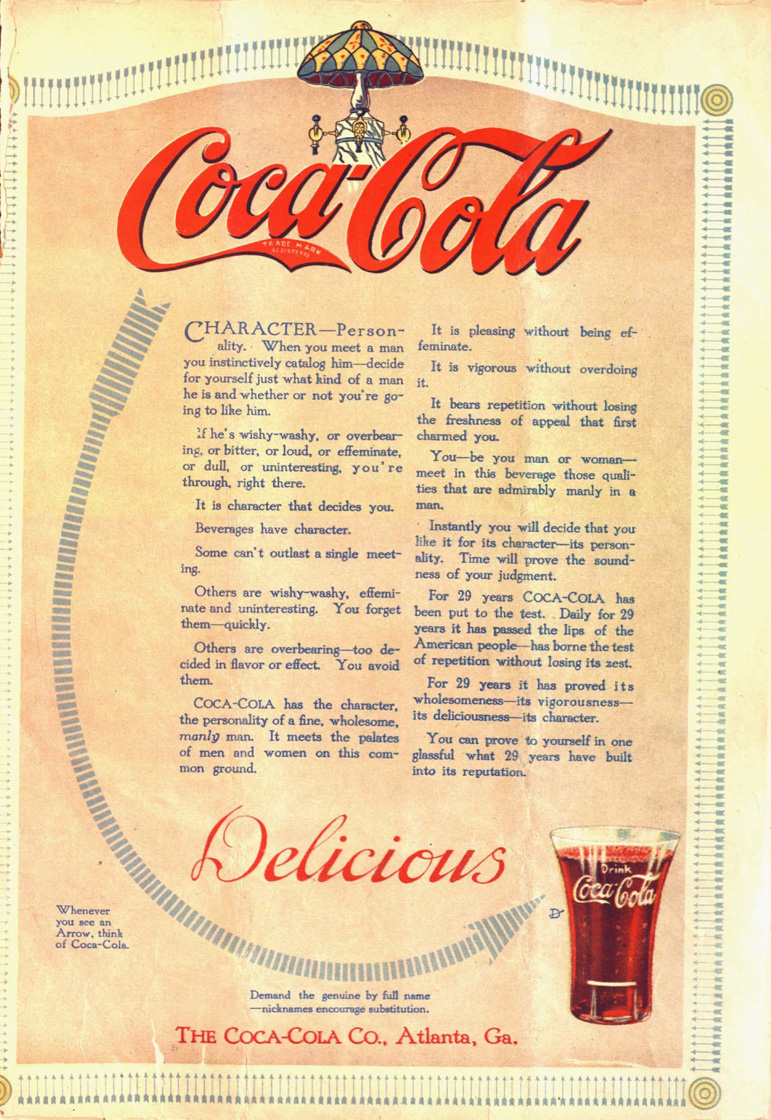 Coca-Cola
TRADE MARK
REGISTERED
CHARACTER—Person-
ality. When you meet a man
you instinctively catalog him—decide
for yourself just what kind of a man
he is and whether or not you're go-
ing to like him.
If he's wishy-washy, or overbear-
ing, or bitter, or loud, or effeminate,
or dull, or uninteresting, you're
through, right there.
It is character that decides you.
Beverages have character.
Some can't outlast a single meet-
ing.
Others are wishy-washy, effemi-
nate and uninteresting. You forget
them—quickly.
Others are overbearing—too de-
cided in flavor or effect. You avoid
them.
COCA-COLA has the character,
the personality of a fine, wholesome,
manly man. It meets the palates
of men and women on this com-
mon ground.
It is pleasing without being ef-
feminate.
It is vigorous without overdoing
it.
It bears repetition without losing
the freshness of appeal that first
charmed you.
You—be you man or woman—
meet in this beverage those quali-
ties that are admirably manly in a
man.
Instantly you will decide that you
like it for its character—its person-
ality. Time will prove the sound-
ness of your judgment.
For 29 years COCA-COLA has
been put to the test. Daily for 29
years it has passed the lips of the
American people—has borne the test
of repetition without losing its zest.
For 29 years it has proved its
wholesomeness—its vigorousness—
its deliciousness—its character.
You can prove to yourself in one
glassful what 29 years have built
into its reputation.
Delicious
Drink
Coca-Cola
Whenever
you see an
Arrow, think
of Coca-Cola.
Demand the genuine by full name
—nicknames encourage substitution.
THE COCA-COLA CO., Atlanta, Ga.